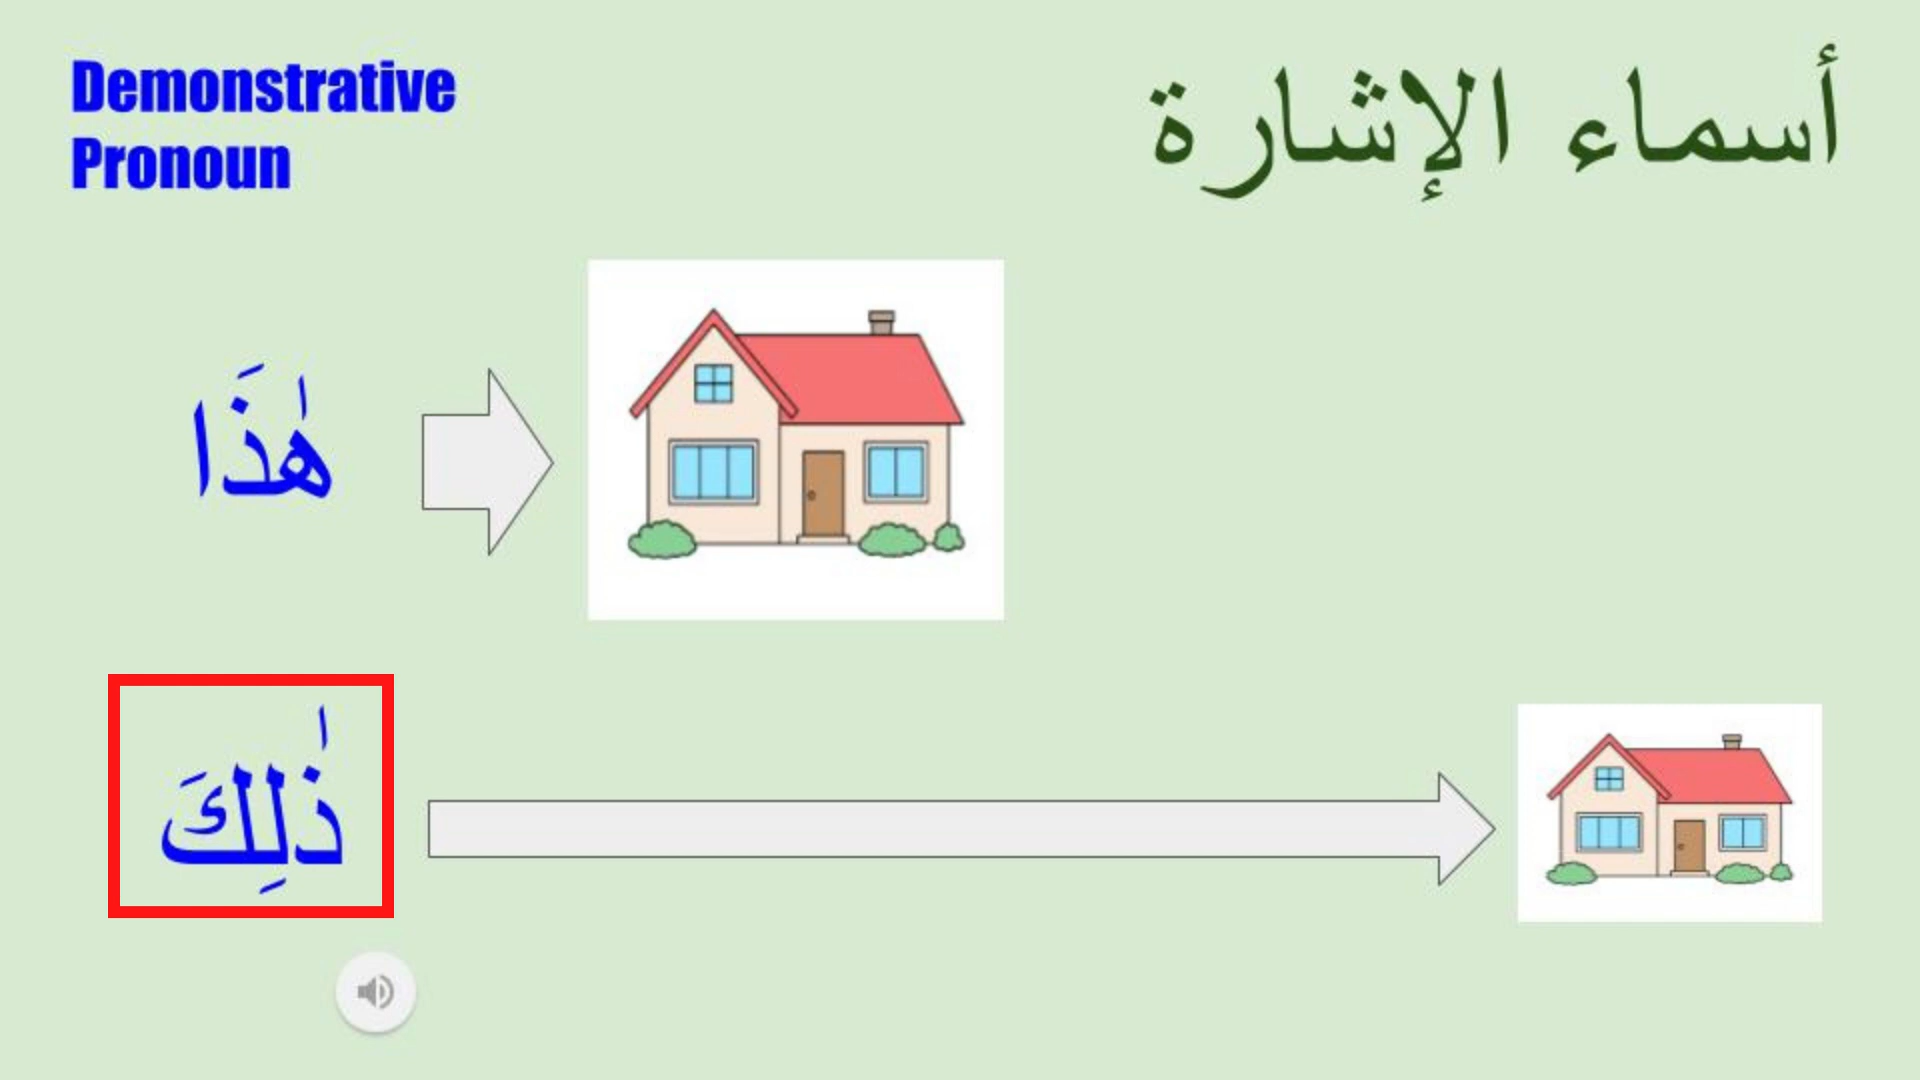 Demonstrative
Pronoun
أسماء الإشارة
هٰذَا
ذٰلِكَ